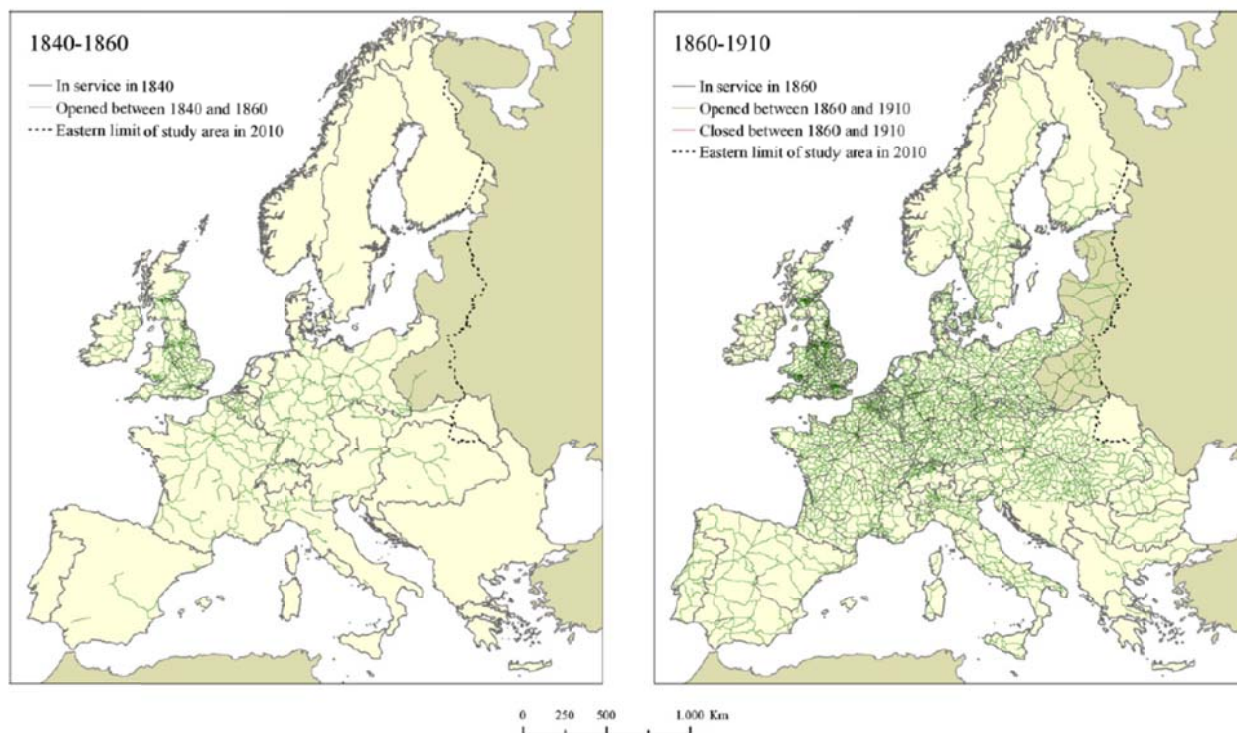 1840-1860
In service in 1840
Opened between 1840 and 1860
Eastern limit of study area in 2010
1860-1910
In service in 1860
Opened between 1860 and 1910
Closed between 1860 and 1910
Eastern limit of study area in 2010
0 250 500 1.000 Km